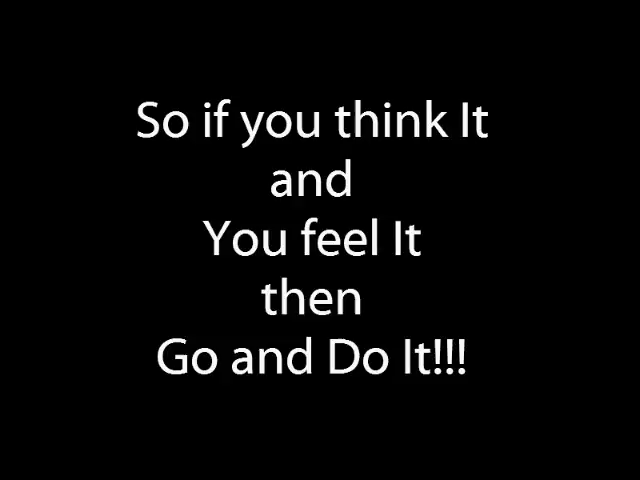 So if you think It
and
You feel It
then
Go and Do It!!!